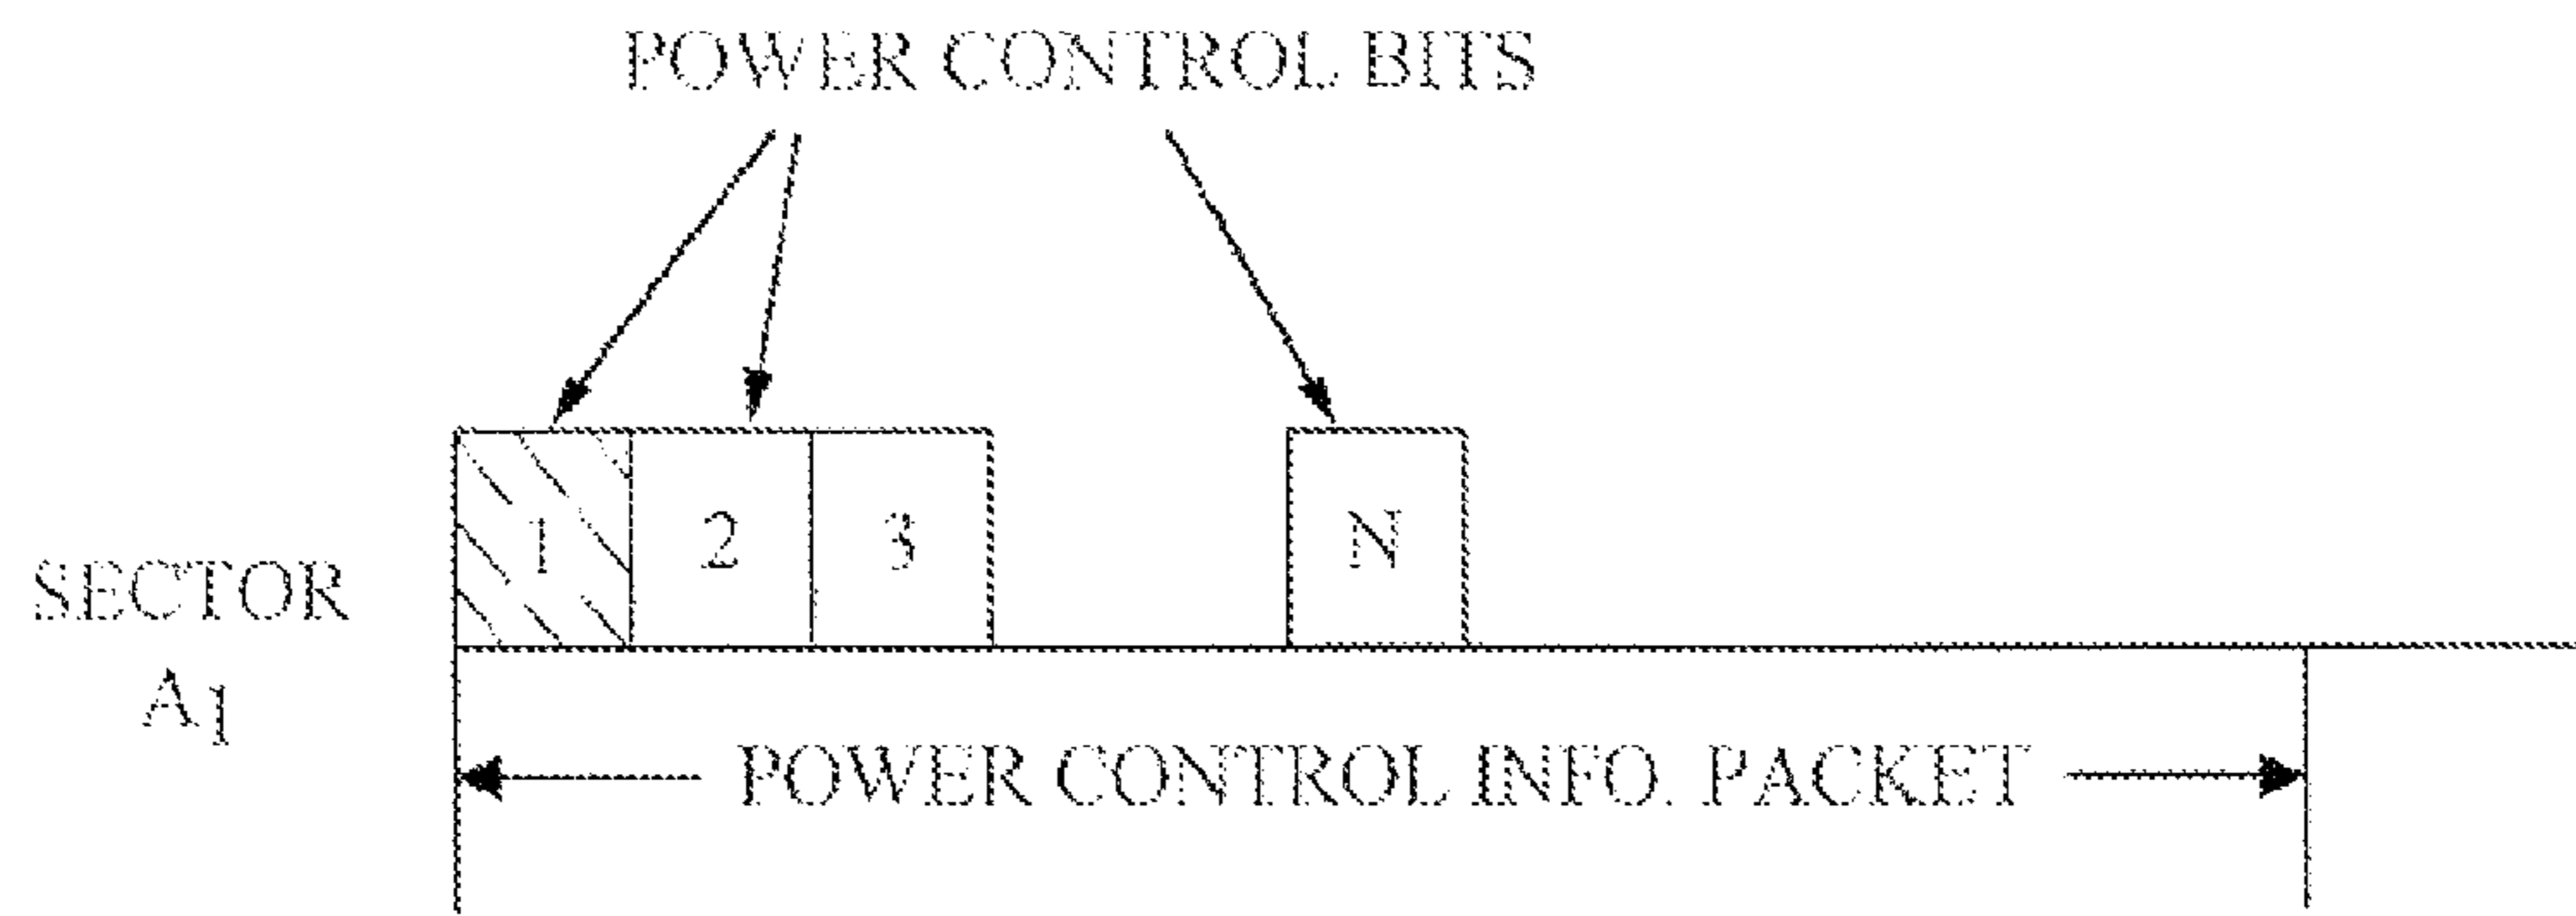 POWER CONTROL BITS
1 2 3 N
SECTOR
A1
POWER CONTROL INFO. PACKET